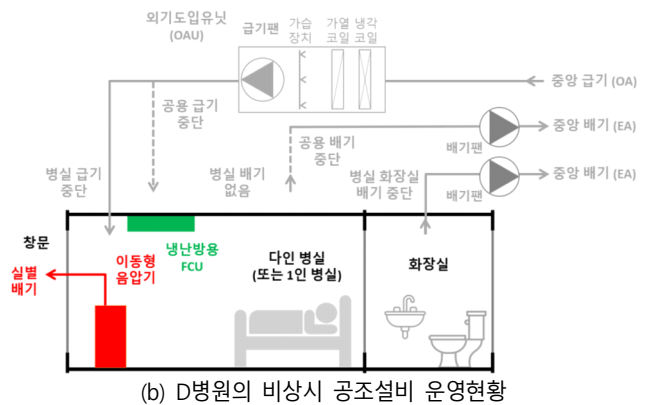 외기도입유닛
(OAU)
급기팬
가습
장치
가열
코일
냉각
코일
중앙 급기 (OA)
공용 급기
중단
공용 배기
중단
배기팬
중앙 배기 (EA)
병실 급기
중단
병실 배기
없음
병실 화장실
배기 중단
배기팬
중앙 배기 (EA)
창문
실별
배기
이동형
음압기
냉난방용
FCU
다인 병실
(또는 1인 병실)
화장실
(b) D병원의 비상시 공조설비 운영현황